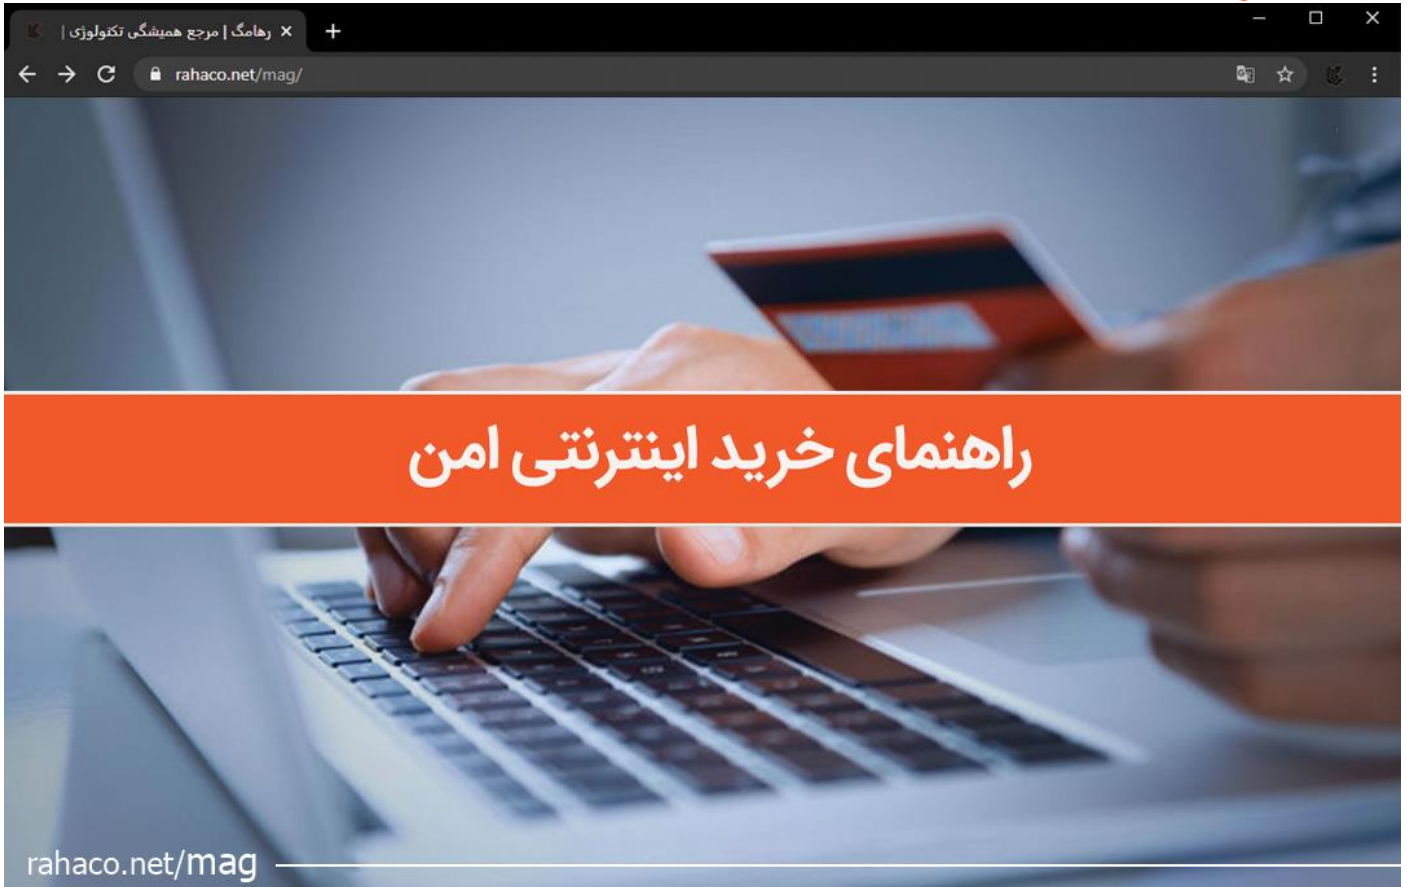 رهامگ | مرجع همیشگی تکنولوژی |
rahaco.net/mag/
راهنمای خرید اینترنتی امن
rahaco.net/mag